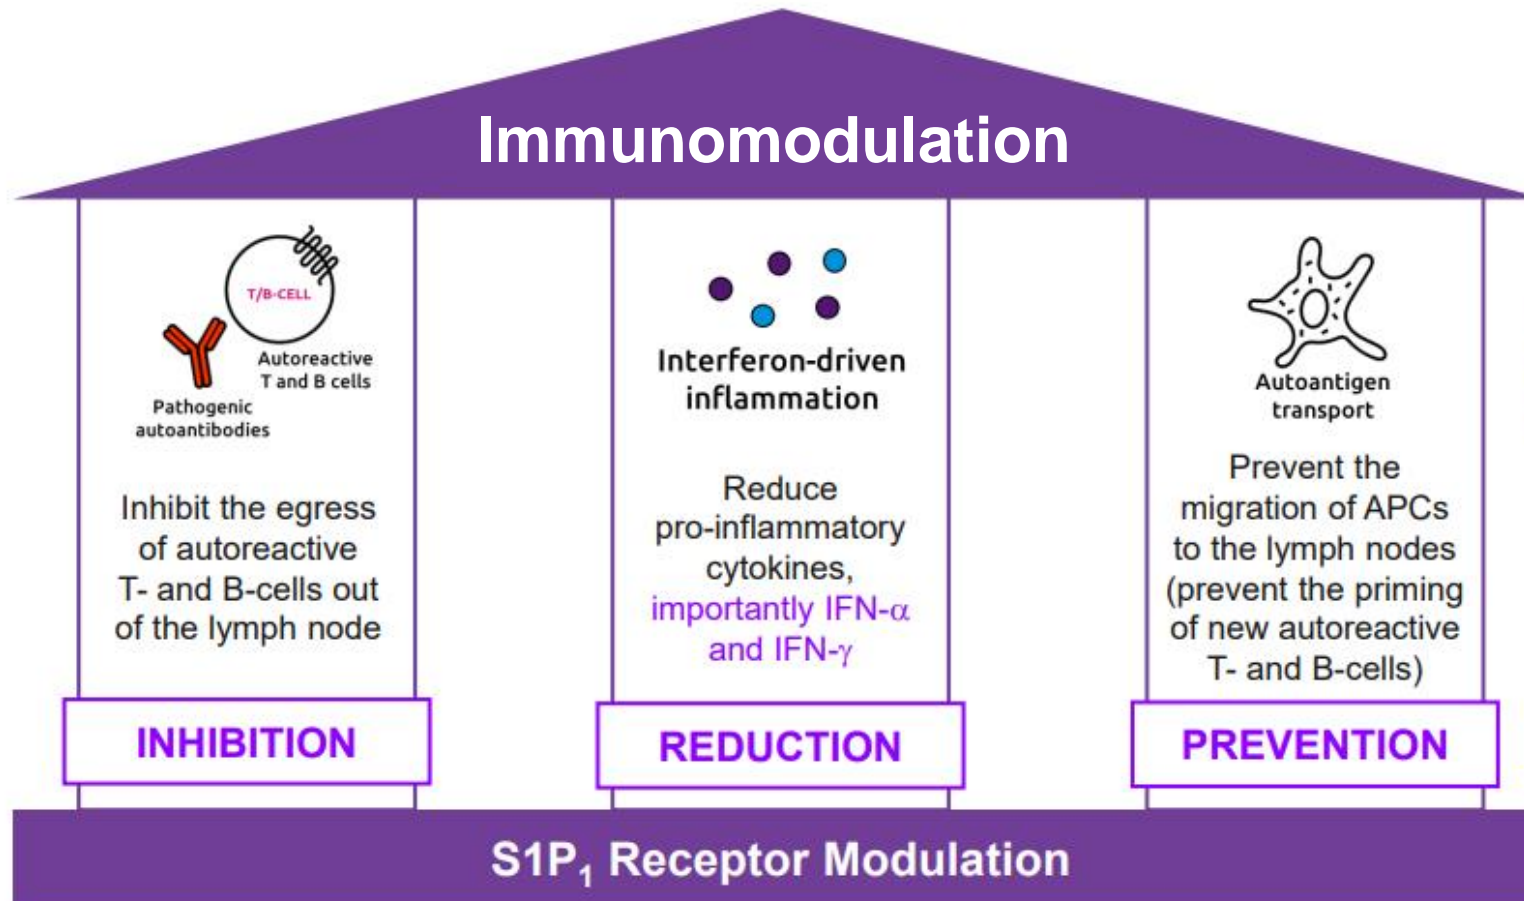 Immunomodulation
T/B-CELL
Autoreactive
T and B cells
Pathogenic
autoantibodies
Inhibit the egress
of autoreactive
T- and B-cells out
of the lymph node
INHIBITION
Interferon-driven
inflammation
Reduce
pro-inflammatory
cytokines,
importantly IFN-α
and IFN-γ
REDUCTION
Autoantigen
transport
Prevent the
migration of APCs
to the lymph nodes
(prevent the priming
of new autoreactive
T- and B-cells)
PREVENTION
S1P₁ Receptor Modulation